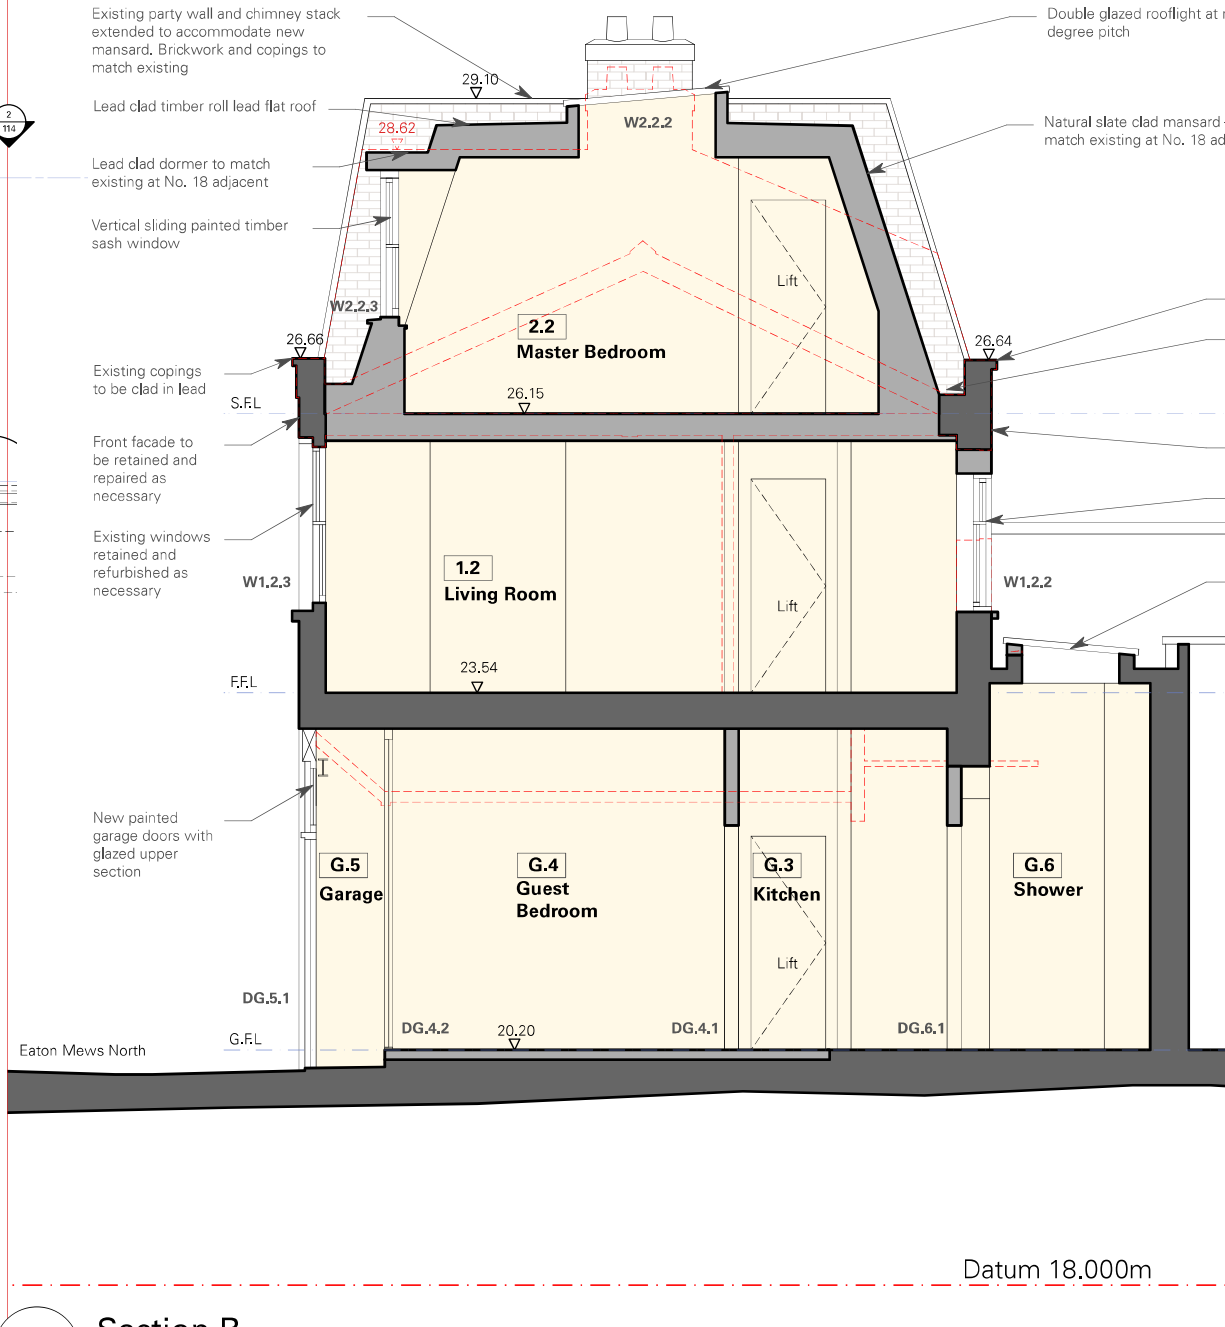 Existing party wall and chimney stack
extended to accommodate new
mansard. Brickwork and copings to
match existing
Double glazed rooflight at
degree pitch
29.10
Lead clad timber roll lead flat roof
2
114
28.62
W2.2.2
Natural slate clad mansard -
match existing at No. 18
Lead clad dormer to match
existing at No. 18 adjacent
Vertical sliding painted timber
sash window
Lift
W2.2.3
2.2
Master Bedroom
26.66
26.64
Existing copings
to be clad in lead
26.15
S.F.L
Front facade to
be retained and
repaired as
necessary
Existing windows
retained and
refurbished as
necessary
W1.2.3
1.2
Living Room
Lift
W1.2.2
23.54
F.F.L
New painted
garage doors with
glazed upper
section
G.5
Garage
G.4
Guest
Bedroom
G.3
Kitchen
G.6
Shower
Lift
DG.5.1
DG.4.2
20.20
DG.4.1
DG.6.1
G.F.L
Eaton Mews North
Datum 18.000m
Section B